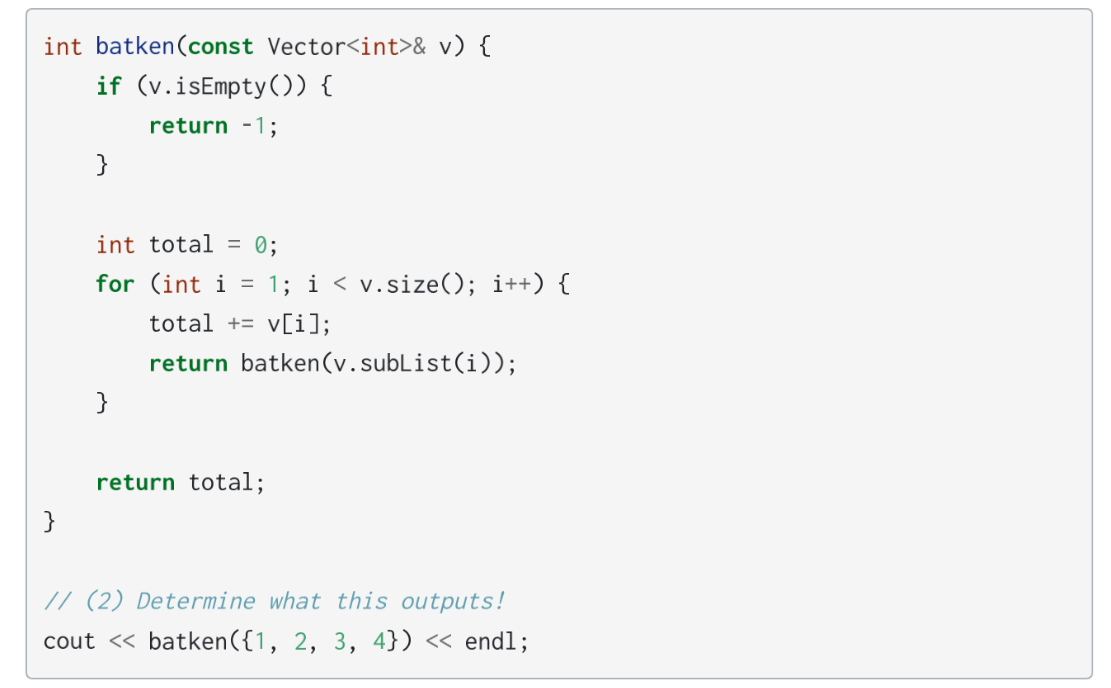 int batken(const Vector<int>& v) {
    if (v.isEmpty()) {
        return -1;
    }

    int total = 0;
    for (int i = 1; i < v.size(); i++) {
        total += v[i];
        return batken(v.subList(i));
    }

    return total;
}

// (2) Determine what this outputs!
cout << batken({1, 2, 3, 4}) << endl;